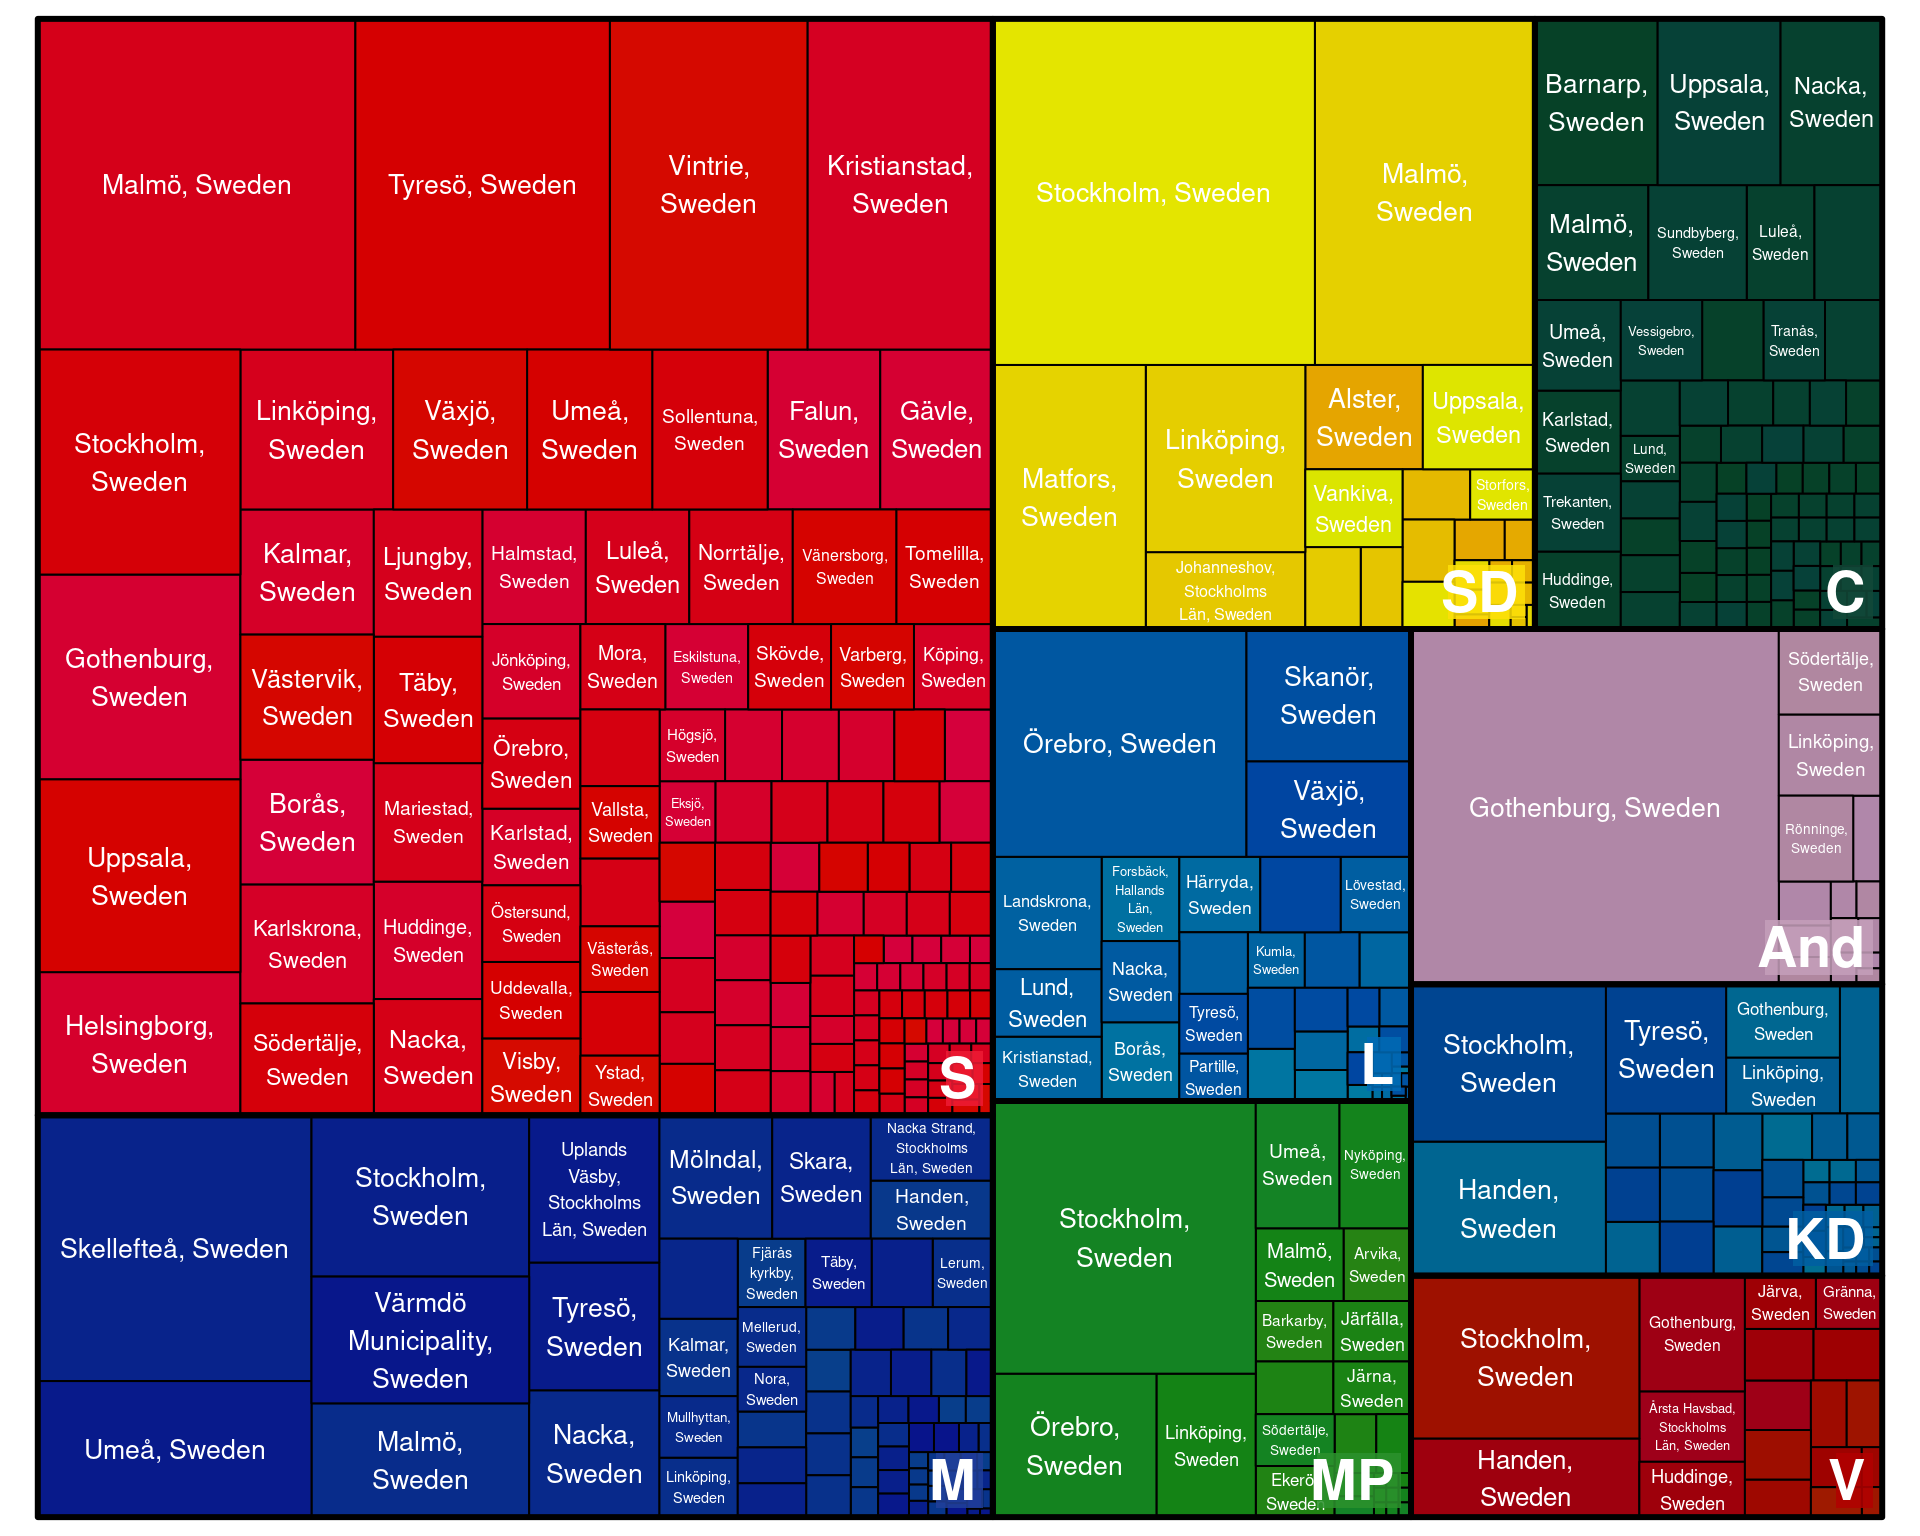 Malmö, Sweden
Tyresö, Sweden
Vintrie,
Sweden
Kristianstad,
Sweden
Stockholm,
Sweden
Linköping,
Sweden
Växjö,
Sweden
Umeå,
Sweden
Sollentuna,
Sweden
Falun,
Sweden
Gävle,
Sweden
Gothenburg,
Sweden
Uppsala,
Sweden
Helsingborg,
Sweden
Kalmar,
Sweden
Ljungby,
Sweden
Halmstad,
Sweden
Luleå,
Sweden
Norrtälje,
Sweden
Vänersborg,
Sweden
Tomelilla,
Sweden
Västervik,
Sweden
Täby,
Sweden
Jönköping,
Sweden
Mora,
Sweden
Eskilstuna,
Sweden
Skövde,
Sweden
Varberg,
Sweden
Köping,
Sweden
Borås,
Sweden
Mariestad,
Sweden
Örebro,
Sweden
Karlstad,
Sweden
Vallsta,
Sweden
Högsjö,
Sweden
Eksjö,
Sweden
Karlskrona,
Sweden
Huddinge,
Sweden
Östersund,
Sweden
Västerås,
Sweden
Södertälje,
Sweden
Nacka,
Sweden
Uddevalla,
Sweden
Visby,
Sweden
Ystad,
Sweden
S
Stockholm, Sweden
Malmö,
Sweden
Matfors,
Sweden
Linköping,
Sweden
Johanneshov,
Stockholms
Län, Sweden
Alster,
Sweden
Uppsala,
Sweden
Vankiva,
Sweden
Storfors,
Sweden
SD
Barnarp,
Sweden
Uppsala,
Sweden
Nacka,
Sweden
Malmö,
Sweden
Sundbyberg,
Sweden
Luleå,
Sweden
Umeå,
Sweden
Vessigebro,
Sweden
Tranås,
Sweden
Karlstad,
Sweden
Lund,
Sweden
Trekanten,
Sweden
Huddinge,
Sweden
C
Örebro, Sweden
Skanör,
Sweden
Växjö,
Sweden
Landskrona,
Sweden
Forsbäck,
Hallands
Län,
Sweden
Härryda,
Sweden
Lövestad,
Sweden
Lund,
Sweden
Nacka,
Sweden
Kumla,
Sweden
Kristianstad,
Sweden
Borås,
Sweden
Tyresö,
Sweden
Partille,
Sweden
L
Gothenburg, Sweden
Södertälje,
Sweden
Linköping,
Sweden
Rönninge,
Sweden
And
Stockholm,
Sweden
Handen,
Sweden
Tyresö,
Sweden
Gothenburg,
Sweden
Linköping,
Sweden
KD
Skellefteå, Sweden
Umeå, Sweden
Stockholm,
Sweden
Värmdö
Municipality,
Sweden
Malmö,
Sweden
Uplands
Väsby,
Stockholms
Län, Sweden
Tyresö,
Sweden
Nacka,
Sweden
Mölndal,
Sweden
Skara,
Sweden
Nacka Strand,
Stockholms
Län, Sweden
Handen,
Sweden
Fjärås
kyrkby,
Sweden
Täby,
Sweden
Lerum,
Sweden
Kalmar,
Sweden
Mellerud,
Sweden
Nora,
Sweden
Mullhyttan,
Sweden
Linköping,
Sweden
M
Stockholm,
Sweden
Örebro,
Sweden
Linköping,
Sweden
Umeå,
Sweden
Nyköping,
Sweden
Malmö,
Sweden
Arvika,
Sweden
Barkarby,
Sweden
Järfälla,
Sweden
Järna,
Sweden
Södertälje,
Sweden
Ekerö,
Sweden
MP
Stockholm,
Sweden
Handen,
Sweden
Gothenburg,
Sweden
Årsta Havsbad,
Stockholms
Län, Sweden
Huddinge,
Sweden
Järva,
Sweden
Gränna,
Sweden
V